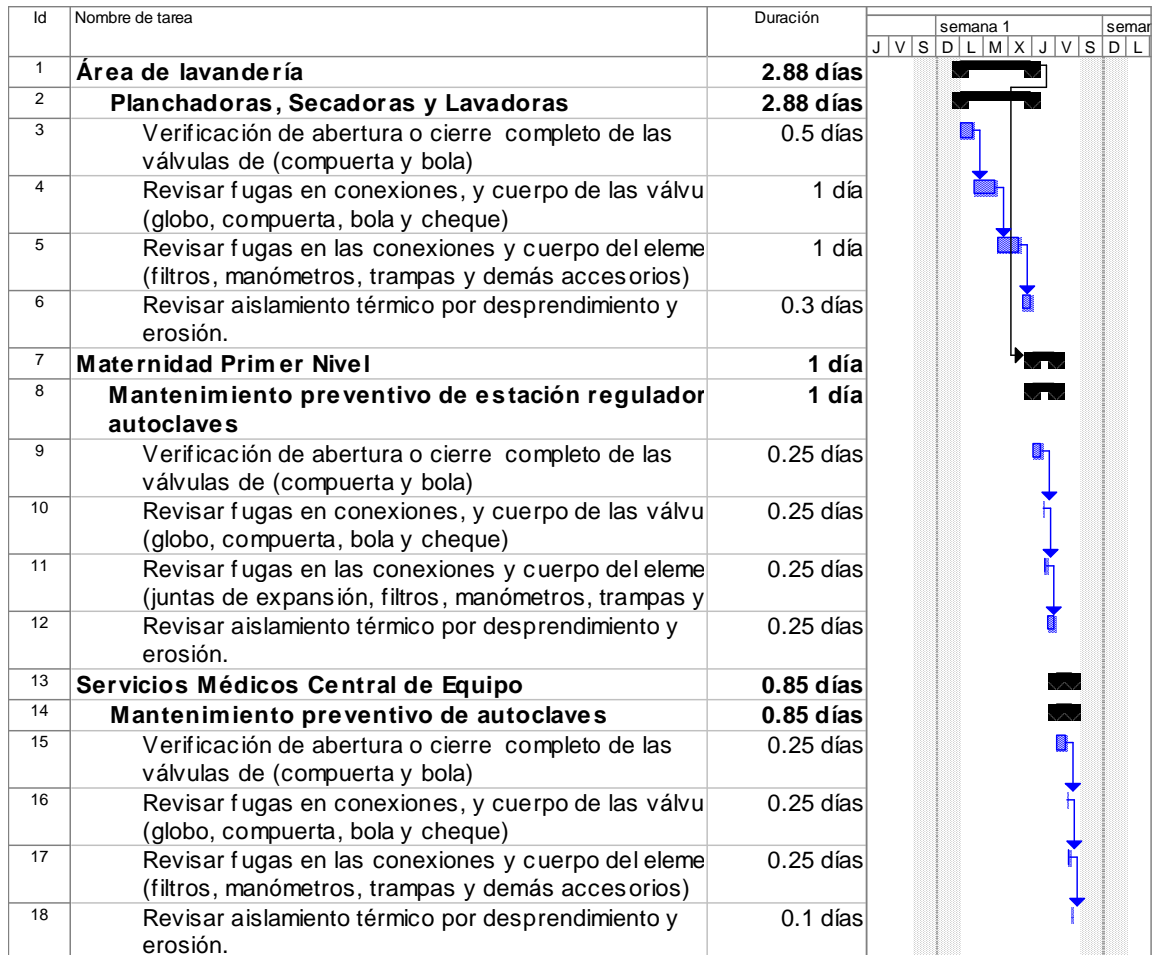 Id Nombre de tarea Duración
semana 1 semar
J V S D L M X J V S D L
1 Área de lavandería 2.88 días
2 Planchadoras, Secadoras y Lavadoras 2.88 días
3 Verificación de abertura o cierre completo de las 0.5 días
válvulas de (compuerta y bola)
4 Revisar fugas en conexiones, y cuerpo de las válvu 1 día
(globo, compuerta, bola y cheque)
5 Revisar fugas en las conexiones y cuerpo del eleme 1 día
(filtros, manómetros, trampas y demás accesorios)
6 Revisar aislamiento térmico por desprendimiento y 0.3 días
erosión.
7 Maternidad Primer Nivel 1 día
8 Mantenimiento preventivo de estación regulador 1 día
autoclaves
9 Verificación de abertura o cierre completo de las 0.25 días
válvulas de (compuerta y bola)
10 Revisar fugas en conexiones, y cuerpo de las válvu 0.25 días
(globo, compuerta, bola y cheque)
11 Revisar fugas en las conexiones y cuerpo del eleme 0.25 días
(juntas de expansión, filtros, manómetros, trampas y
12 Revisar aislamiento térmico por desprendimiento y 0.25 días
erosión.
13 Servicios Médicos Central de Equipo 0.85 días
14 Mantenimiento preventivo de autoclaves 0.85 días
15 Verificación de abertura o cierre completo de las 0.25 días
válvulas de (compuerta y bola)
16 Revisar fugas en conexiones, y cuerpo de las válvu 0.25 días
(globo, compuerta, bola y cheque)
17 Revisar fugas en las conexiones y cuerpo del eleme 0.25 días
(filtros, manómetros, trampas y demás accesorios)
18 Revisar aislamiento térmico por desprendimiento y 0.1 días
erosión.